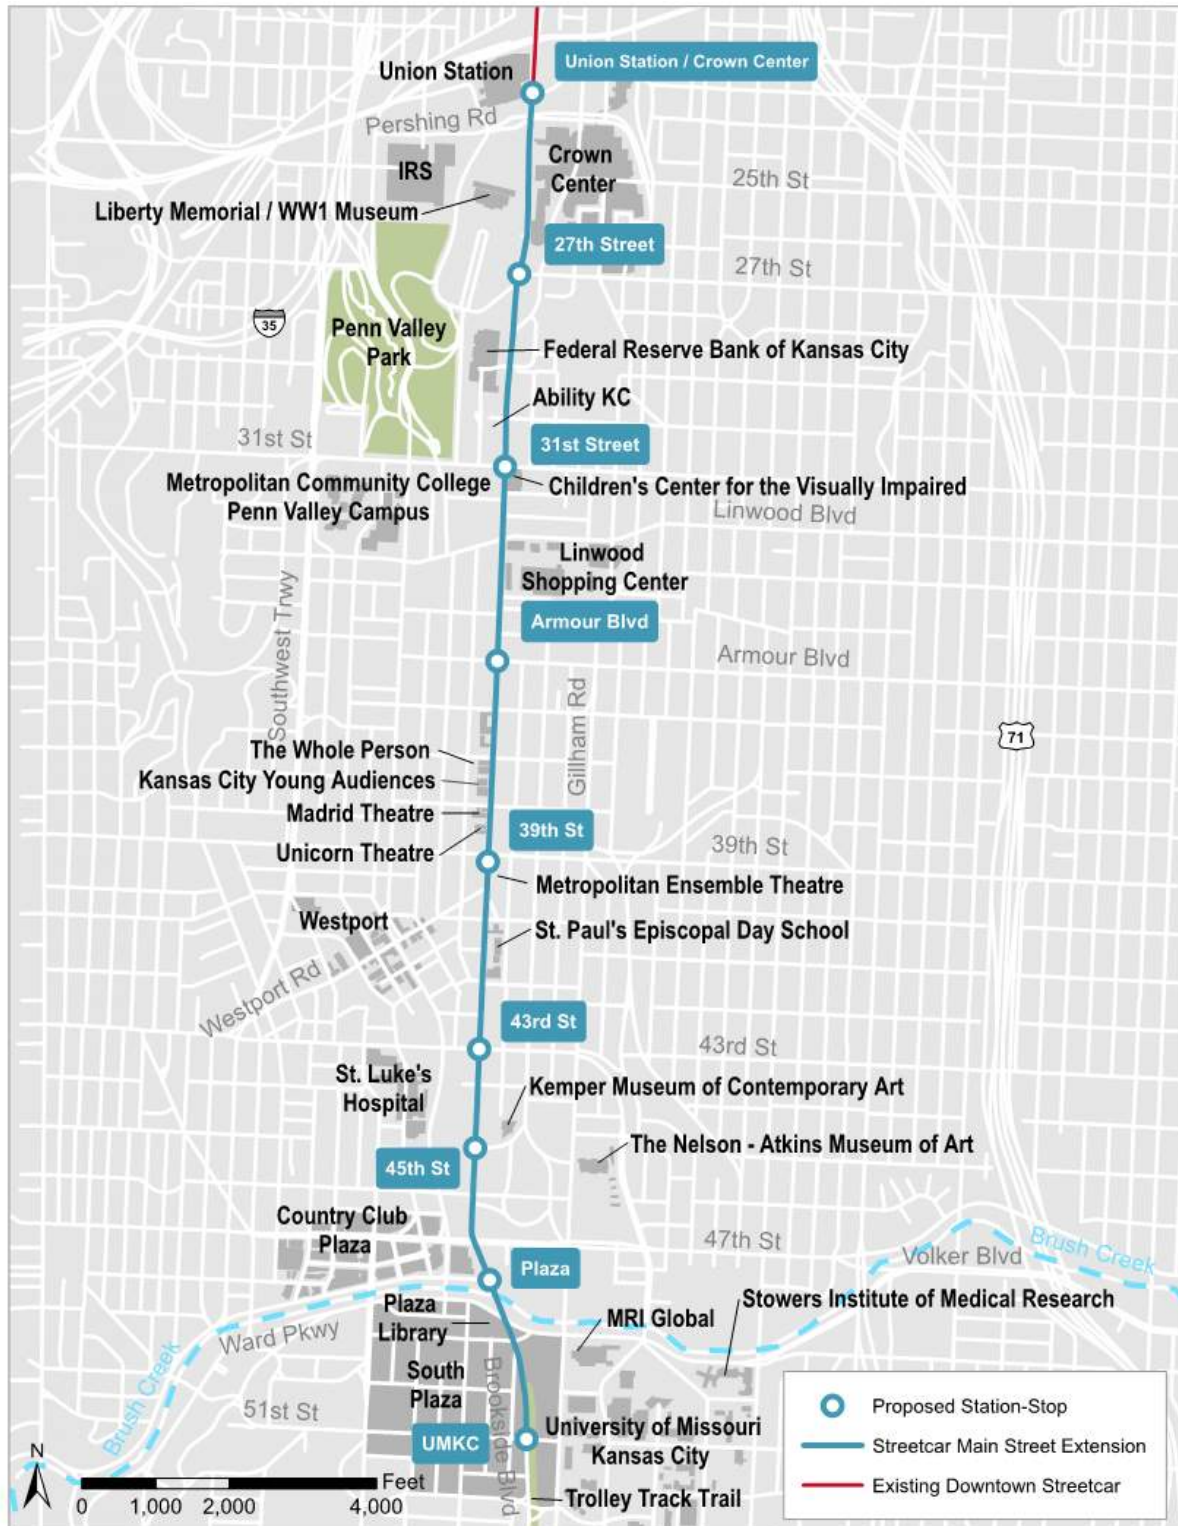 Union Station / Crown Center
Union Station
Pershing Rd
Crown
Center
IRS
25th St
Liberty Memorial / WW1 Museum
27th Street
27th St
35
Penn Valley
Park
Federal Reserve Bank of Kansas City
Ability KC
31st St
31st Street
Metropolitan Community College
Penn Valley Campus
Children's Center for the Visually Impaired
Linwood Blvd
Linwood
Shopping Center
Southwest Trwy
Armour Blvd
Armour Blvd
Gillham Rd
71
The Whole Person
Kansas City Young Audiences
Madrid Theatre
Unicorn Theatre
39th St
39th St
Metropolitan Ensemble Theatre
Westport
St. Paul's Episcopal Day School
Westport Rd
43rd St
43rd St
St. Luke's
Hospital
Kemper Museum of Contemporary Art
The Nelson - Atkins Museum of Art
45th St
Country Club
Plaza
47th St
Volker Blvd
Brush Creek
Plaza
Plaza
Library
Stowers Institute of Medical Research
MRI Global
Ward Pkwy
South
Plaza
Brookside Blvd
Brush Creek
51st St
UMKC
University of Missouri
Kansas City
Trolley Track Trail
N
Feet
0 1,000 2,000 4,000
Proposed Station-Stop
Streetcar Main Street Extension
Existing Downtown Streetcar